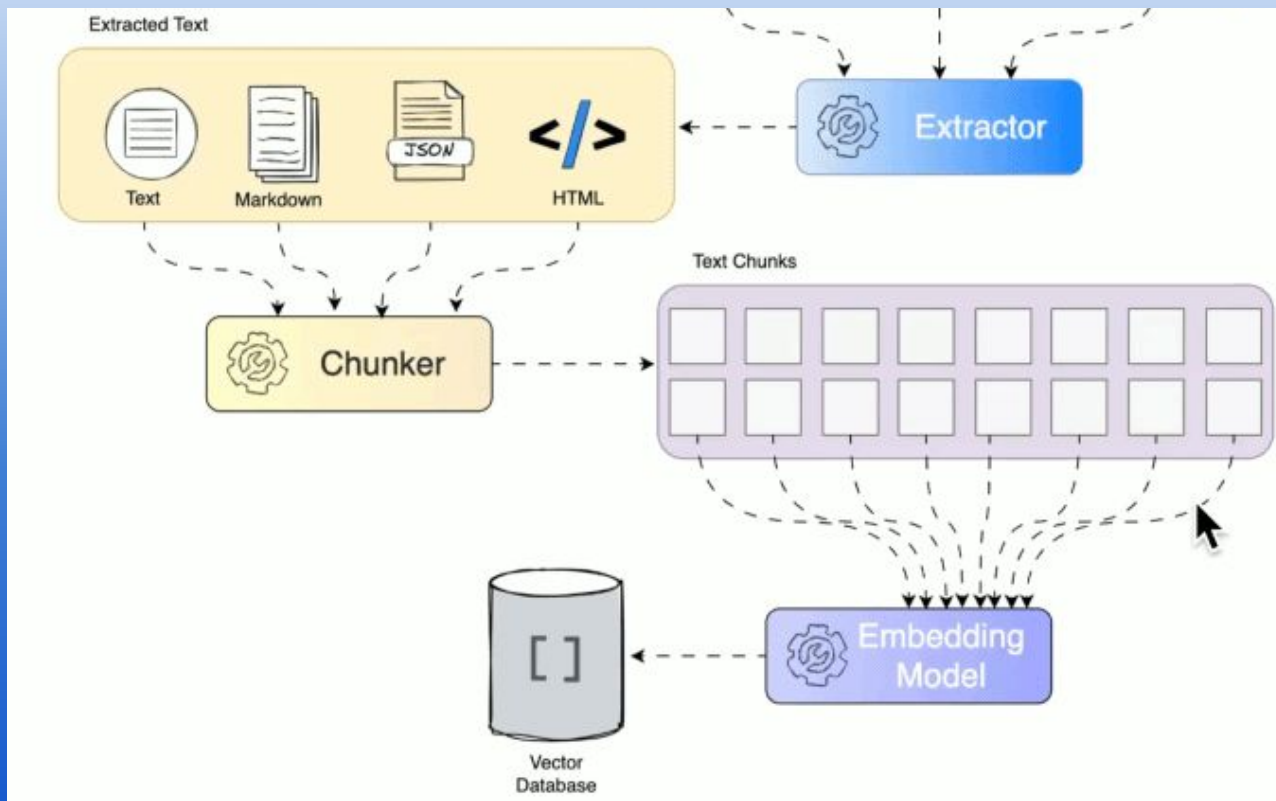 Extracted Text
Extractor
JSON
Text
Markdown
HTML
Text Chunks
Chunker
Embedding
Model
[ ]
Vector
Database